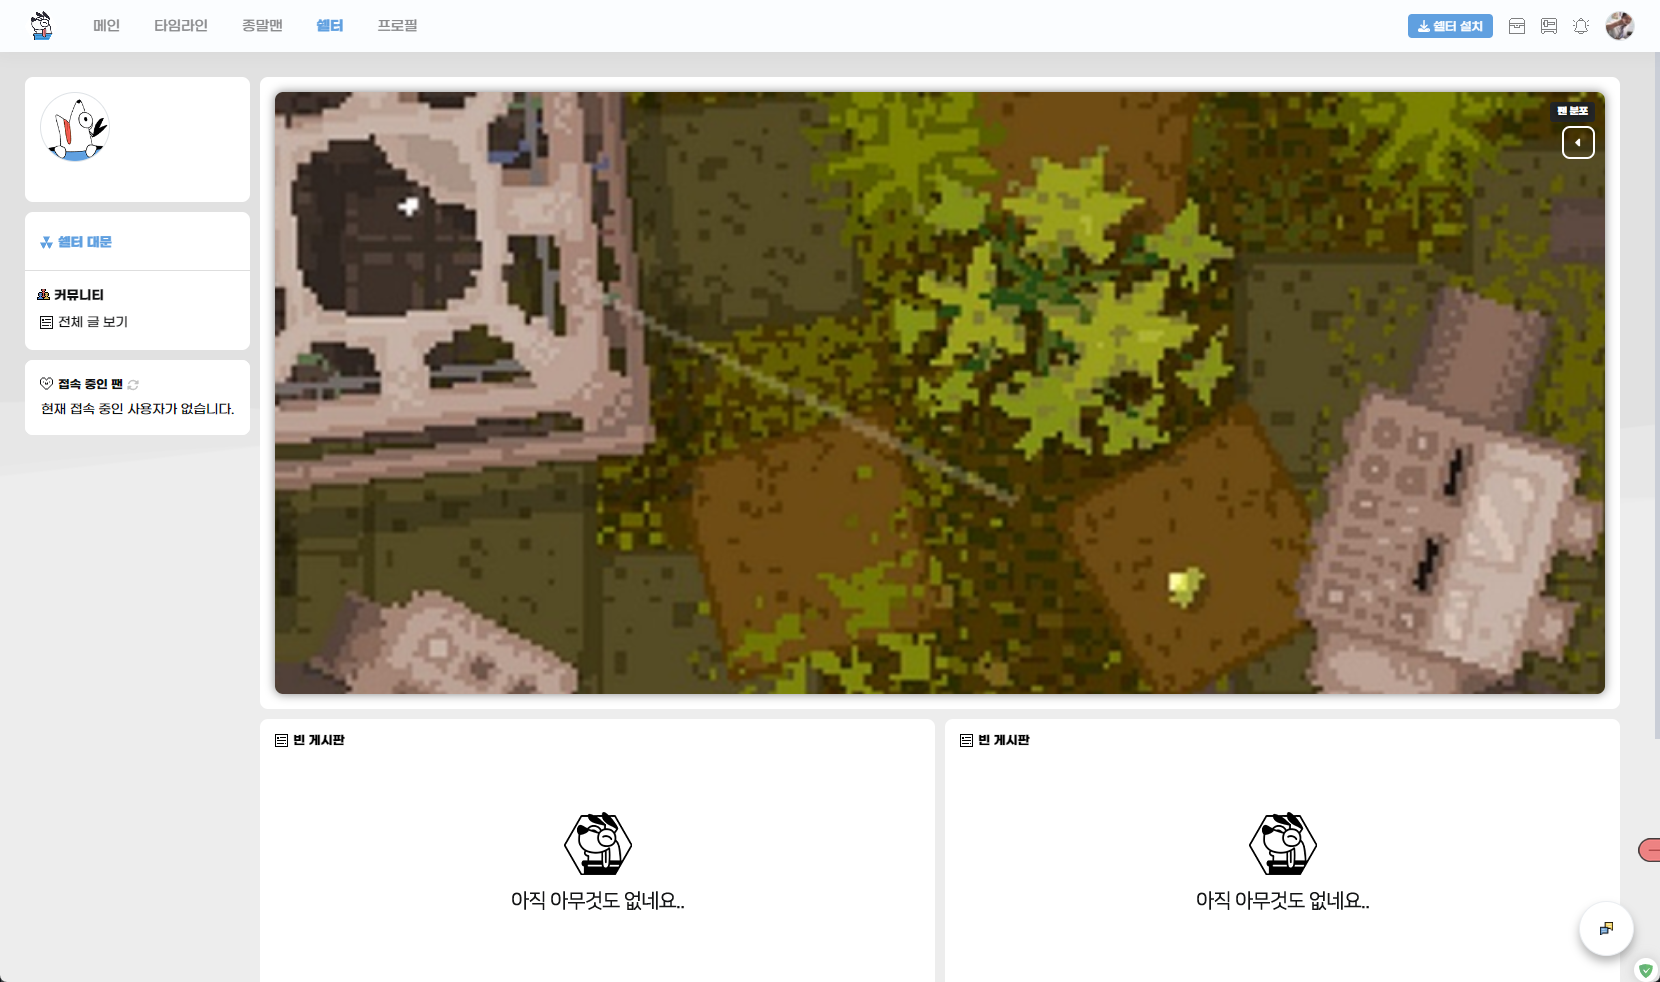 메인 타임라인 종말맨 쉘터 프로필 쉘터 설치
팬 분포
쉘터 대문
커뮤니티
전체 글 보기
접속 중인 팬
현재 접속 중인 사용자가 없습니다.
빈 게시판
아직 아무것도 없네요..
빈 게시판
아직 아무것도 없네요..